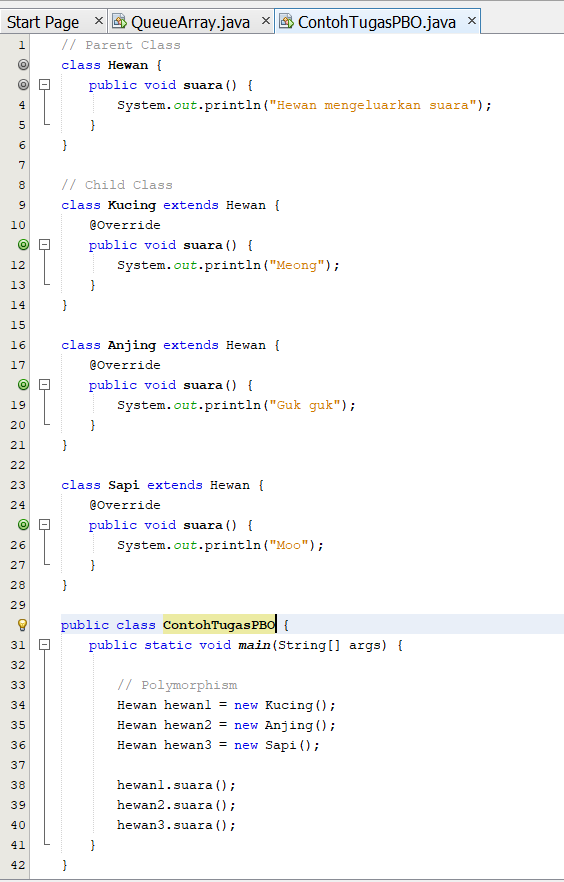 Start Page × QueueArray.java × ContohTugasPBO.java ×
1 // Parent Class
class Hewan {
public void suara() {
4 System.out.println("Hewan mengeluarkan suara");
5 }
6 }
7
8 // Child Class
9 class Kucing extends Hewan {
10 @Override
public void suara() {
12 System.out.println("Meong");
13 }
14 }
15
16 class Anjing extends Hewan {
17 @Override
public void suara() {
19 System.out.println("Guk guk");
20 }
21 }
22
23 class Sapi extends Hewan {
24 @Override
public void suara() {
26 System.out.println("Moo");
27 }
28 }
29
public class ContohTugasPBO {
31 public static void main(String[] args) {
32
33 // Polymorphism
34 Hewan hewan1 = new Kucing();
35 Hewan hewan2 = new Anjing();
36 Hewan hewan3 = new Sapi();
37
38 hewan1.suara();
39 hewan2.suara();
40 hewan3.suara();
41 }
42 }